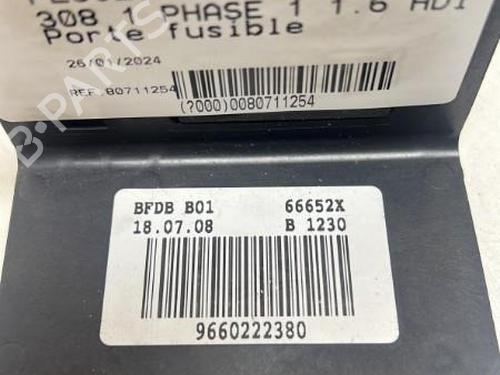 308 1 PHASE 1 1.6 HDI
Porte fusible
26/01/2024
REF. 80711254
(?000)0080711254
BFDB B01 66652X
18.07.08 B 1230
9660222380
B-PARTS